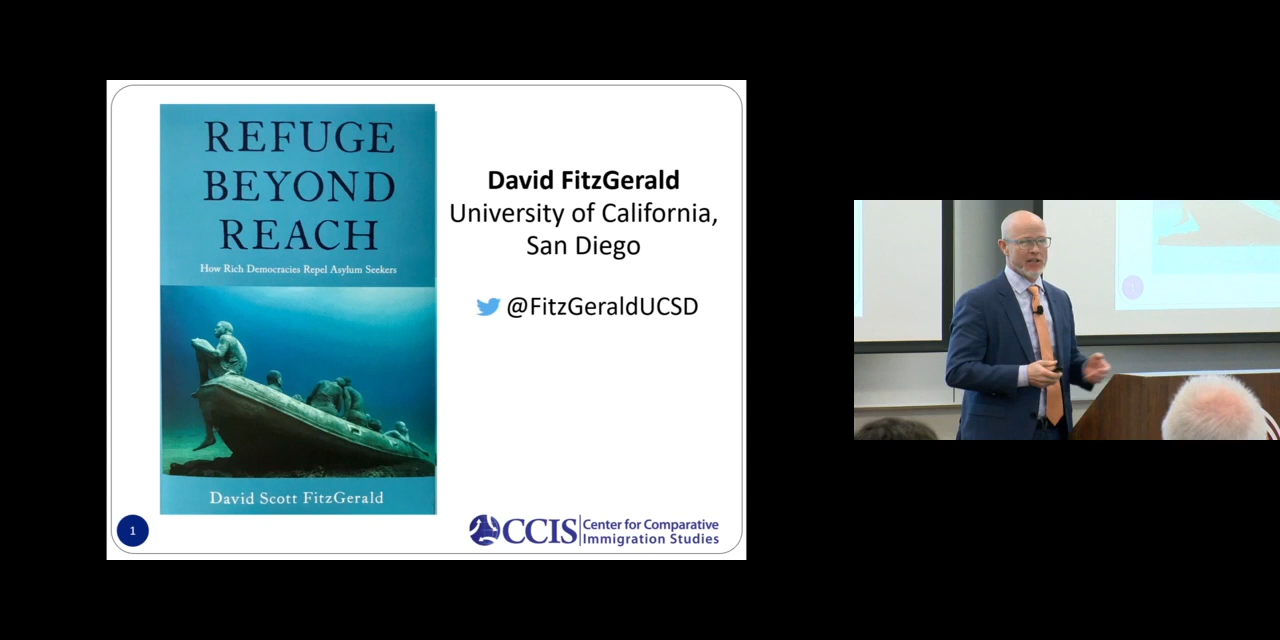 REFUGE
BEYOND
REACH
How Rich Democracies Repel Asylum Seekers
David Scott FitzGerald
David FitzGerald
University of California,
San Diego
@FitzGeraldUCSD
1
CCIS Center for Comparative
Immigration Studies